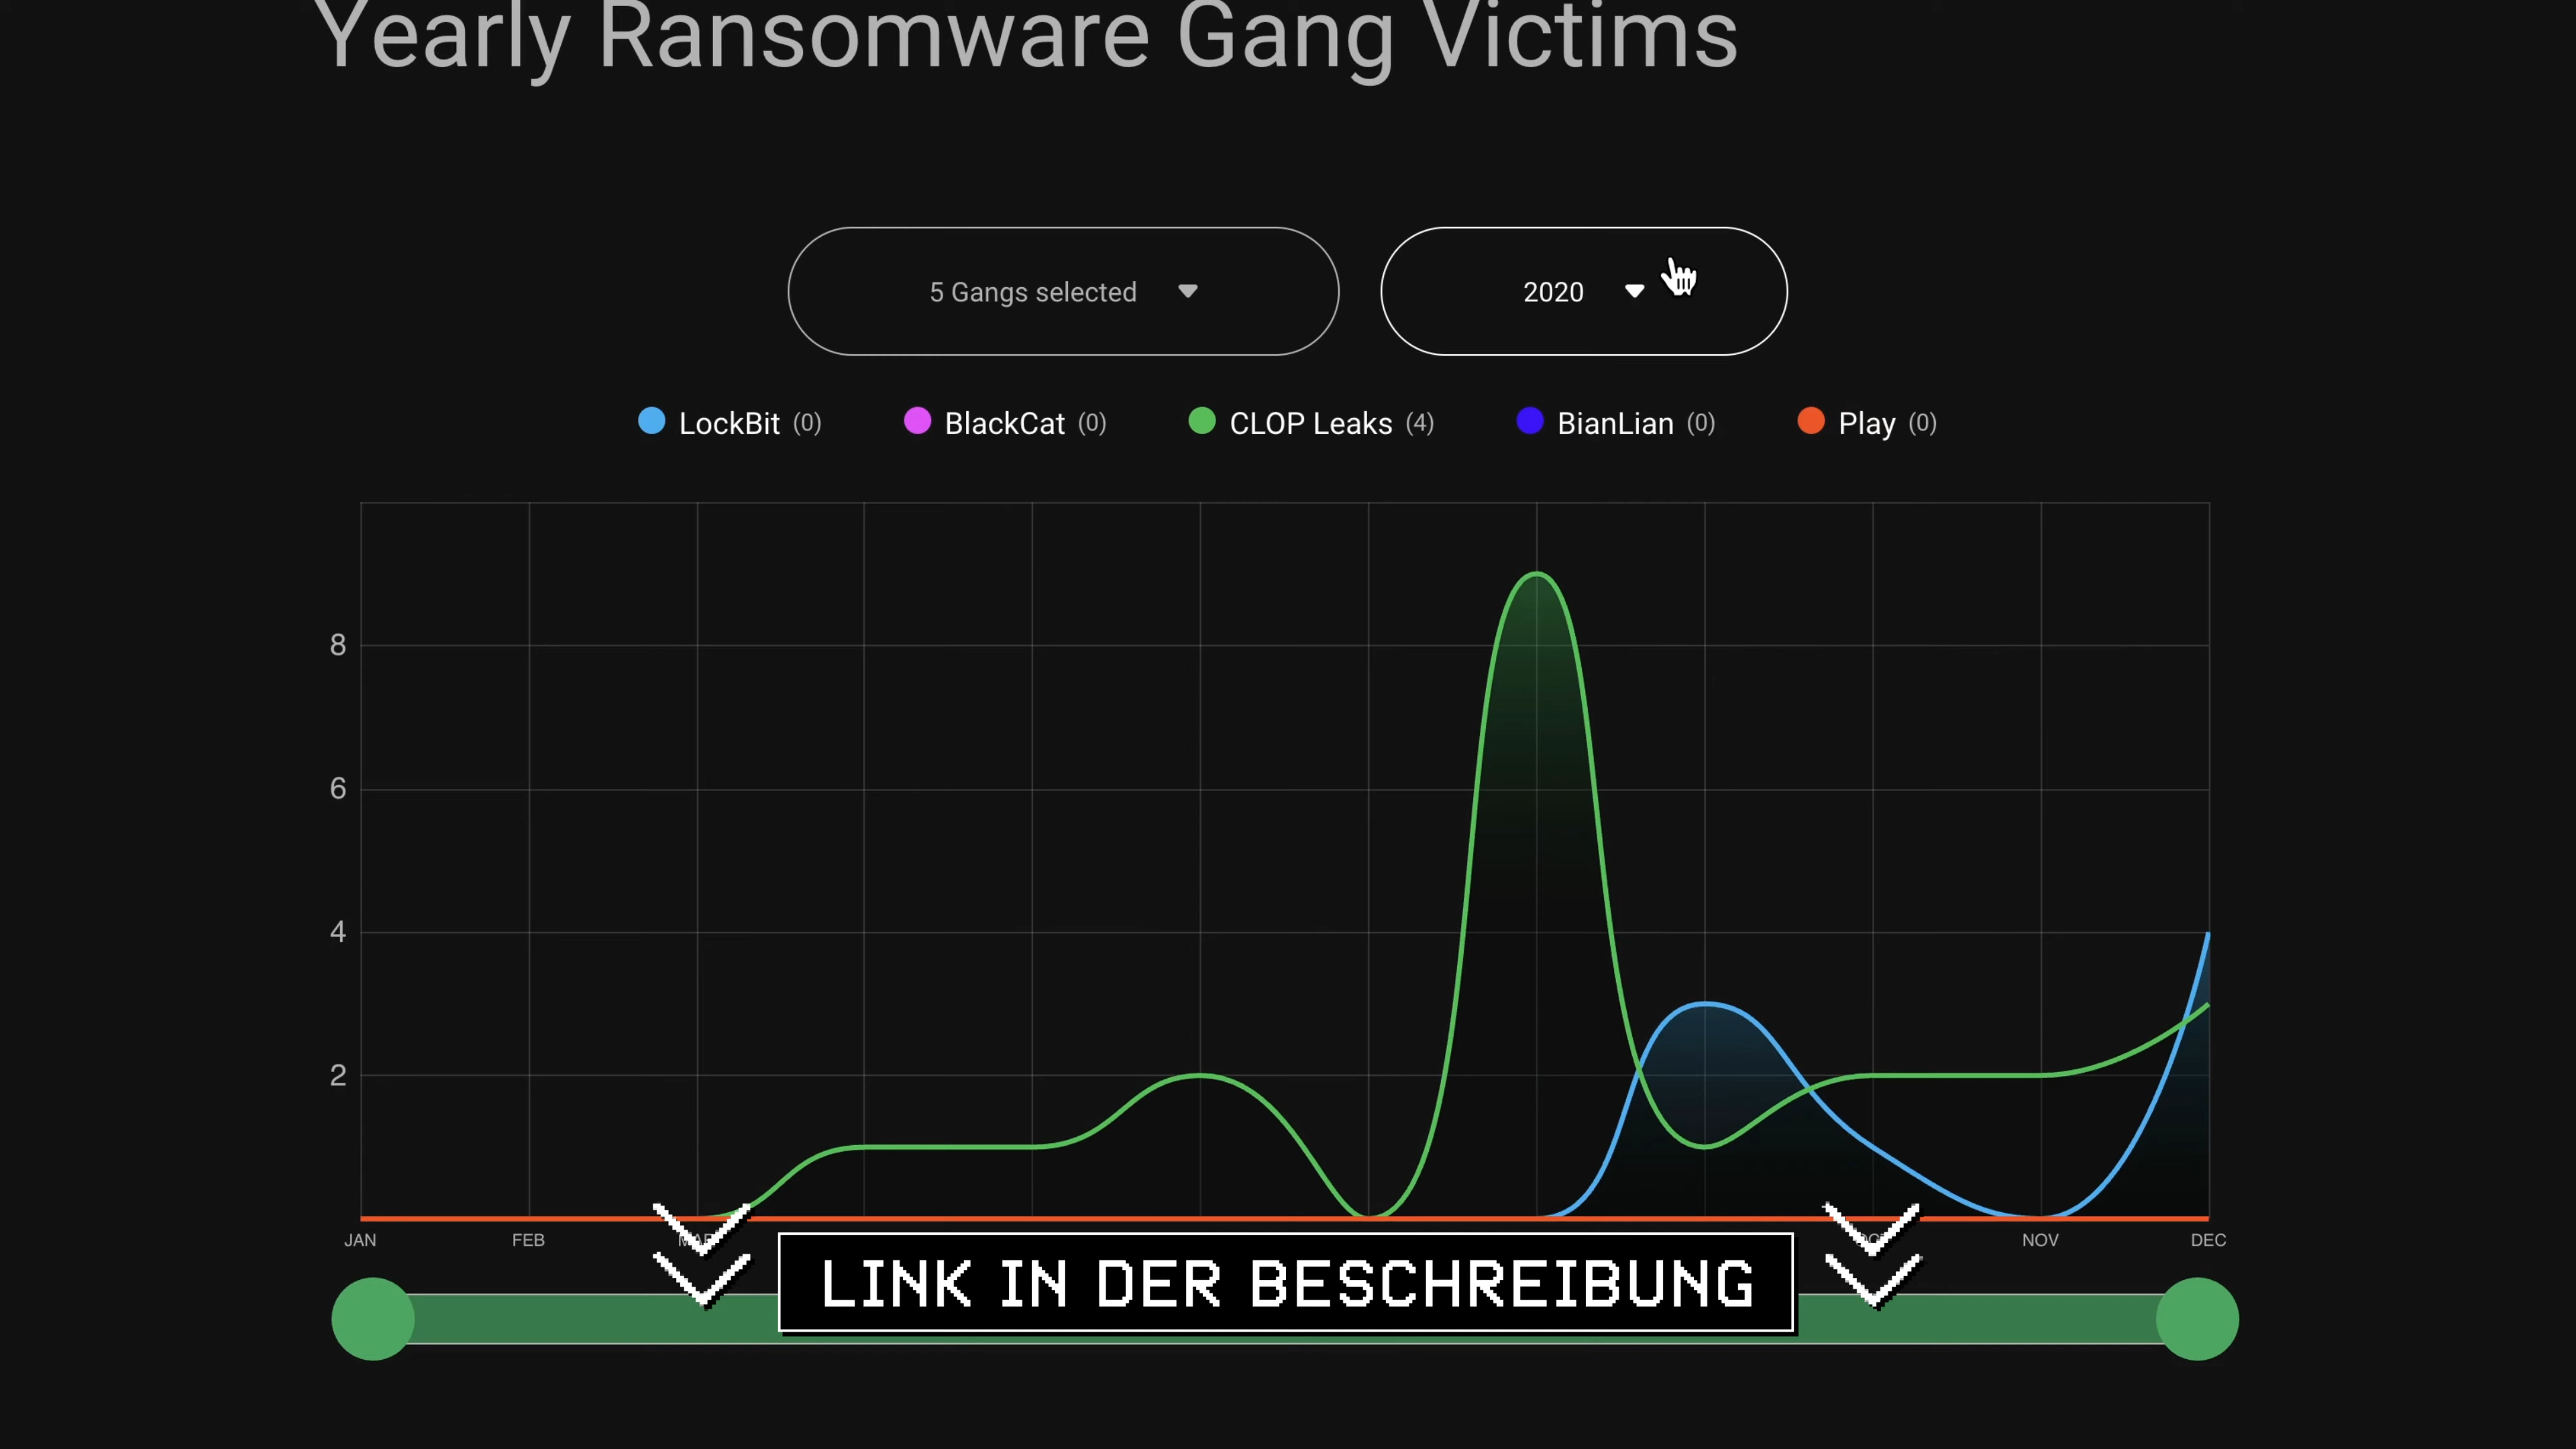 Yearly Ransomware Gang Victims
5 Gangs selected
2020
LockBit (0) BlackCat (0) CLOP Leaks (4) BianLian (0) Play (0)
8
6
4
2
JAN FEB NOV DEC
LINK IN DER BESCHREIBUNG